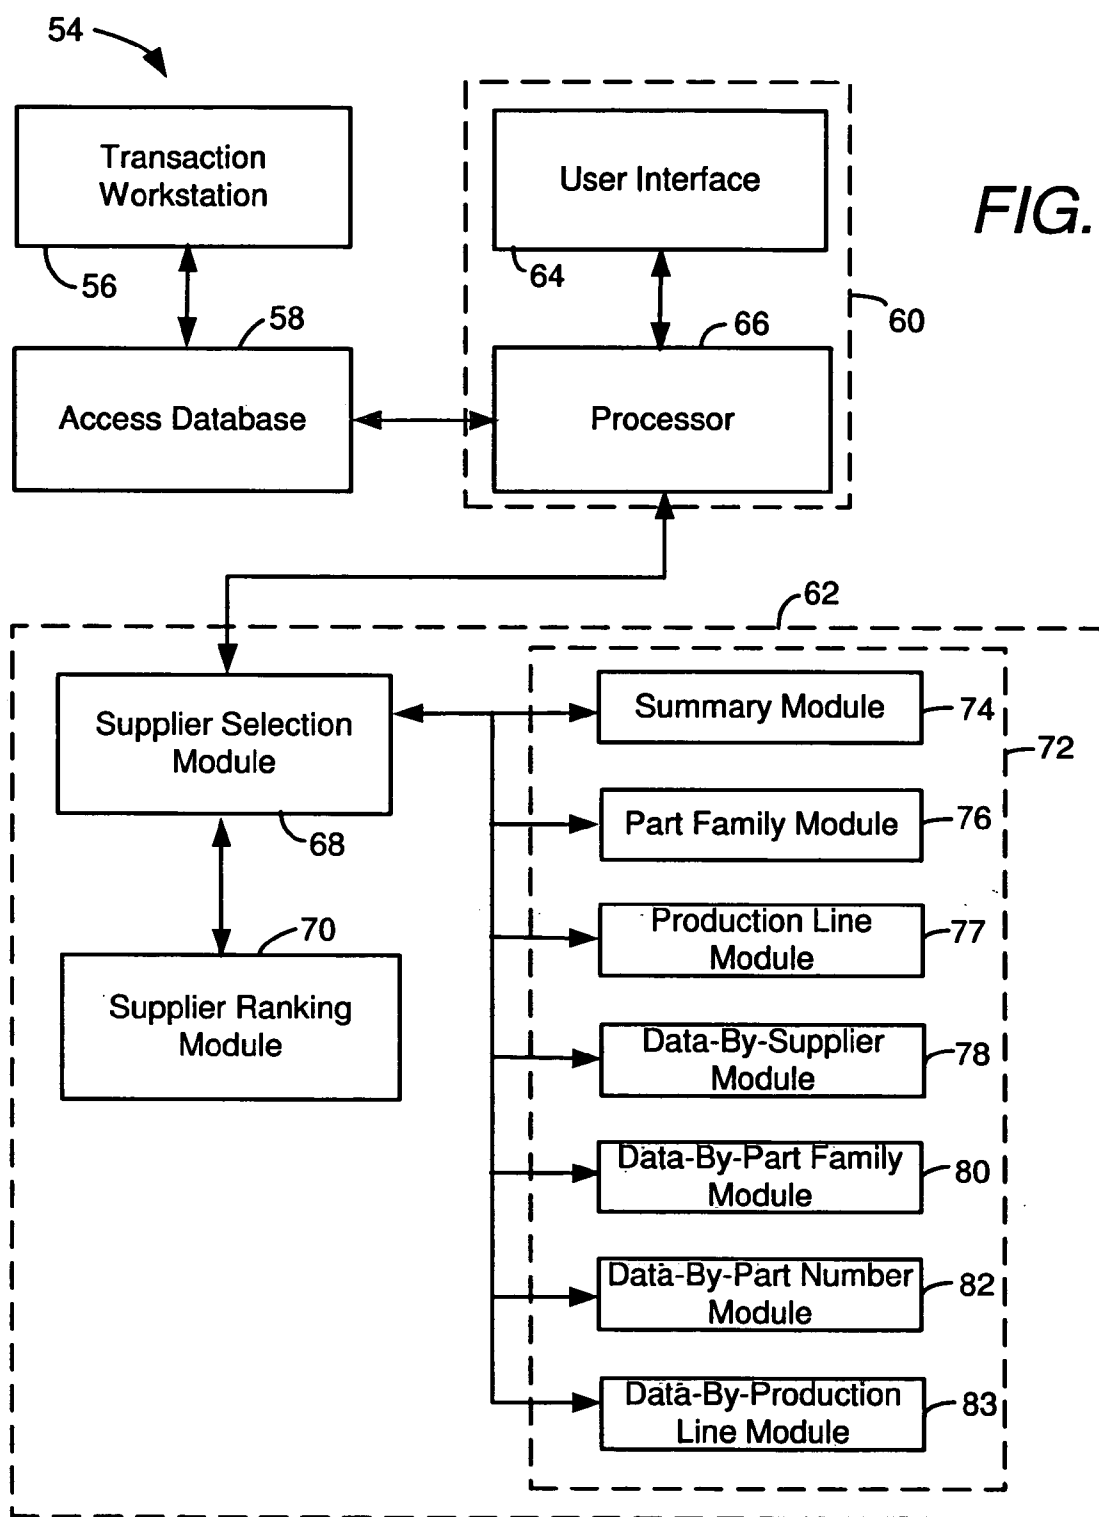 54
Transaction
Workstation
56
User Interface
64
FIG.
60
58
Access Database
66
Processor
62
Supplier Selection
Module
68
70
Supplier Ranking
Module
72
Summary Module
74
Part Family Module
76
Production Line
Module
77
Data-By-Supplier
Module
78
Data-By-Part Family
Module
80
Data-By-Part Number
Module
82
Data-By-Production
Line Module
83